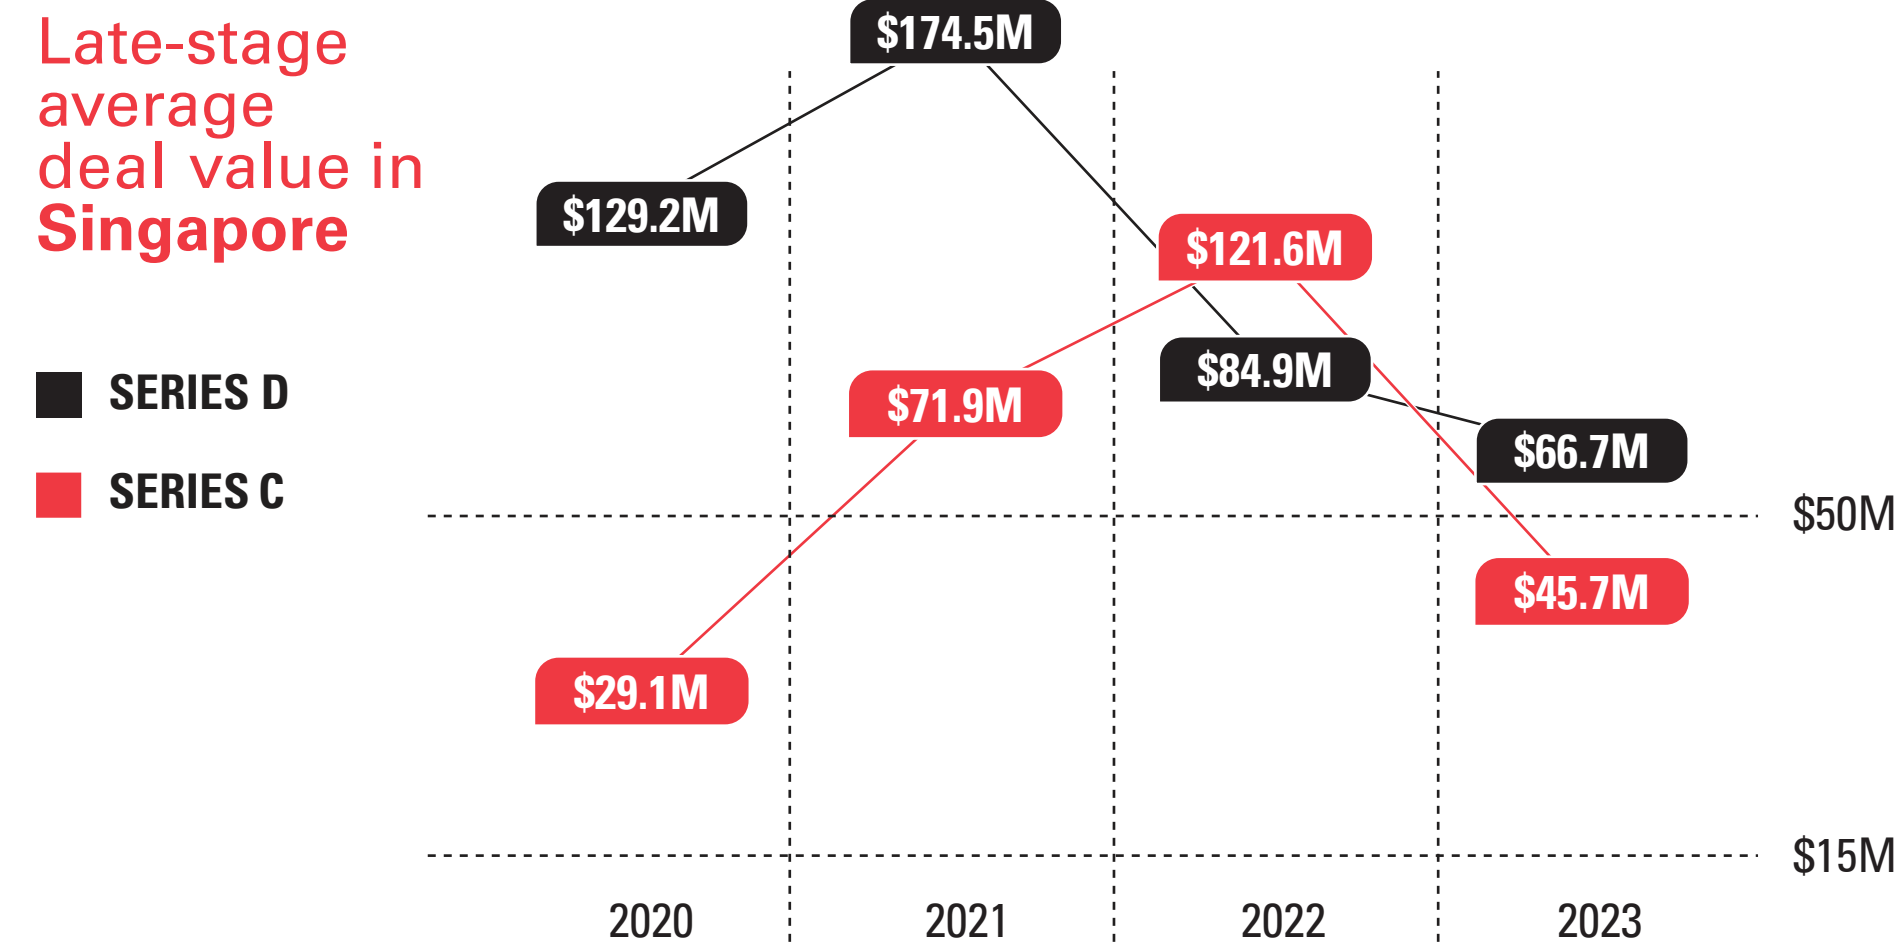 Late-stage
average
deal value in
Singapore
SERIES D
SERIES C
$174.5M
$129.2M
$121.6M
$84.9M
$71.9M
$66.7M
$50M
$45.7M
$29.1M
$15M
2020 2021 2022 2023